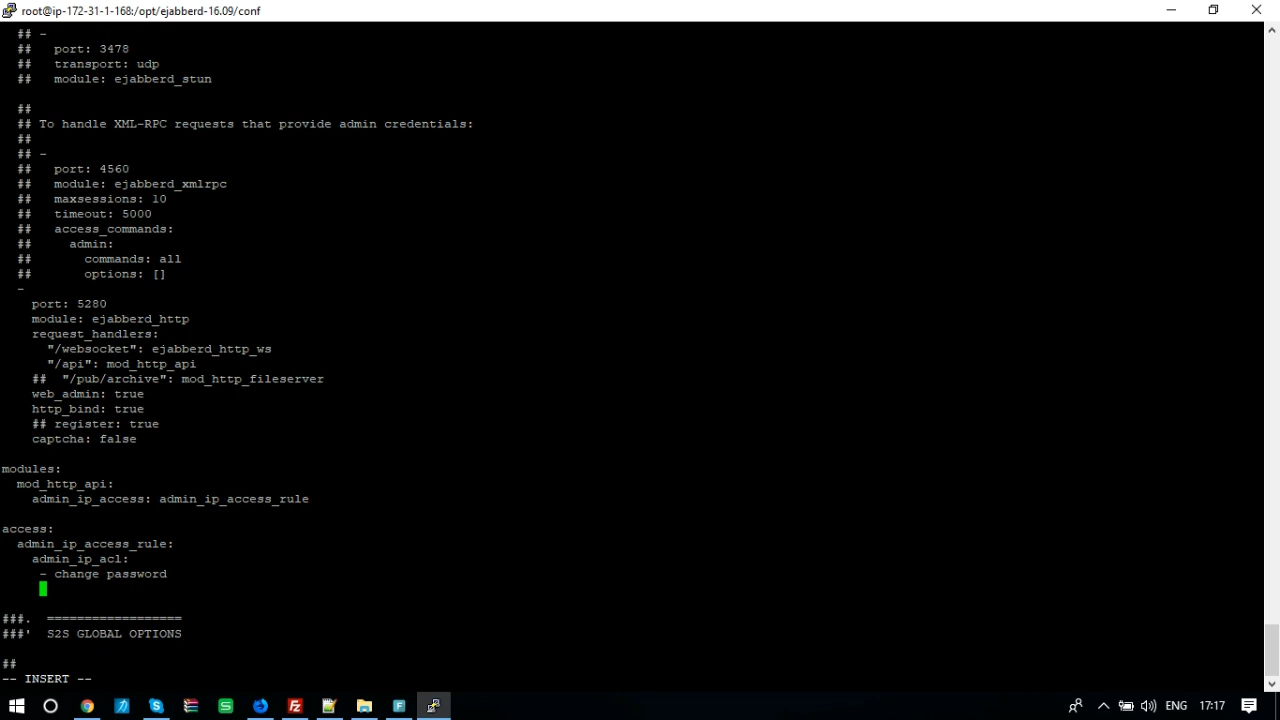 root@ip-172-31-1-168:/opt/ejabberd-16.09/conf
## -
##   port: 3478
##   transport: udp
##   module: ejabberd_stun
##
## To handle XML-RPC requests that provide admin credentials:
##
## -
##   port: 4560
##   module: ejabberd_xmlrpc
##   maxsessions: 10
##   timeout: 5000
##   access_commands:
##     admin:
##       commands: all
##       options: []
-
port: 5280
module: ejabberd_http
request_handlers:
"/websocket": ejabberd_http_ws
"/api": mod_http_api
##  "/pub/archive": mod_http_fileserver
web_admin: true
http_bind: true
## register: true
captcha: false
modules:
mod_http_api:
admin_ip_access: admin_ip_access_rule
access:
admin_ip_access_rule:
admin_ip_acl:
- change password
###.  ==================
###'  S2S GLOBAL OPTIONS
##
-- INSERT --
ENG 17:17